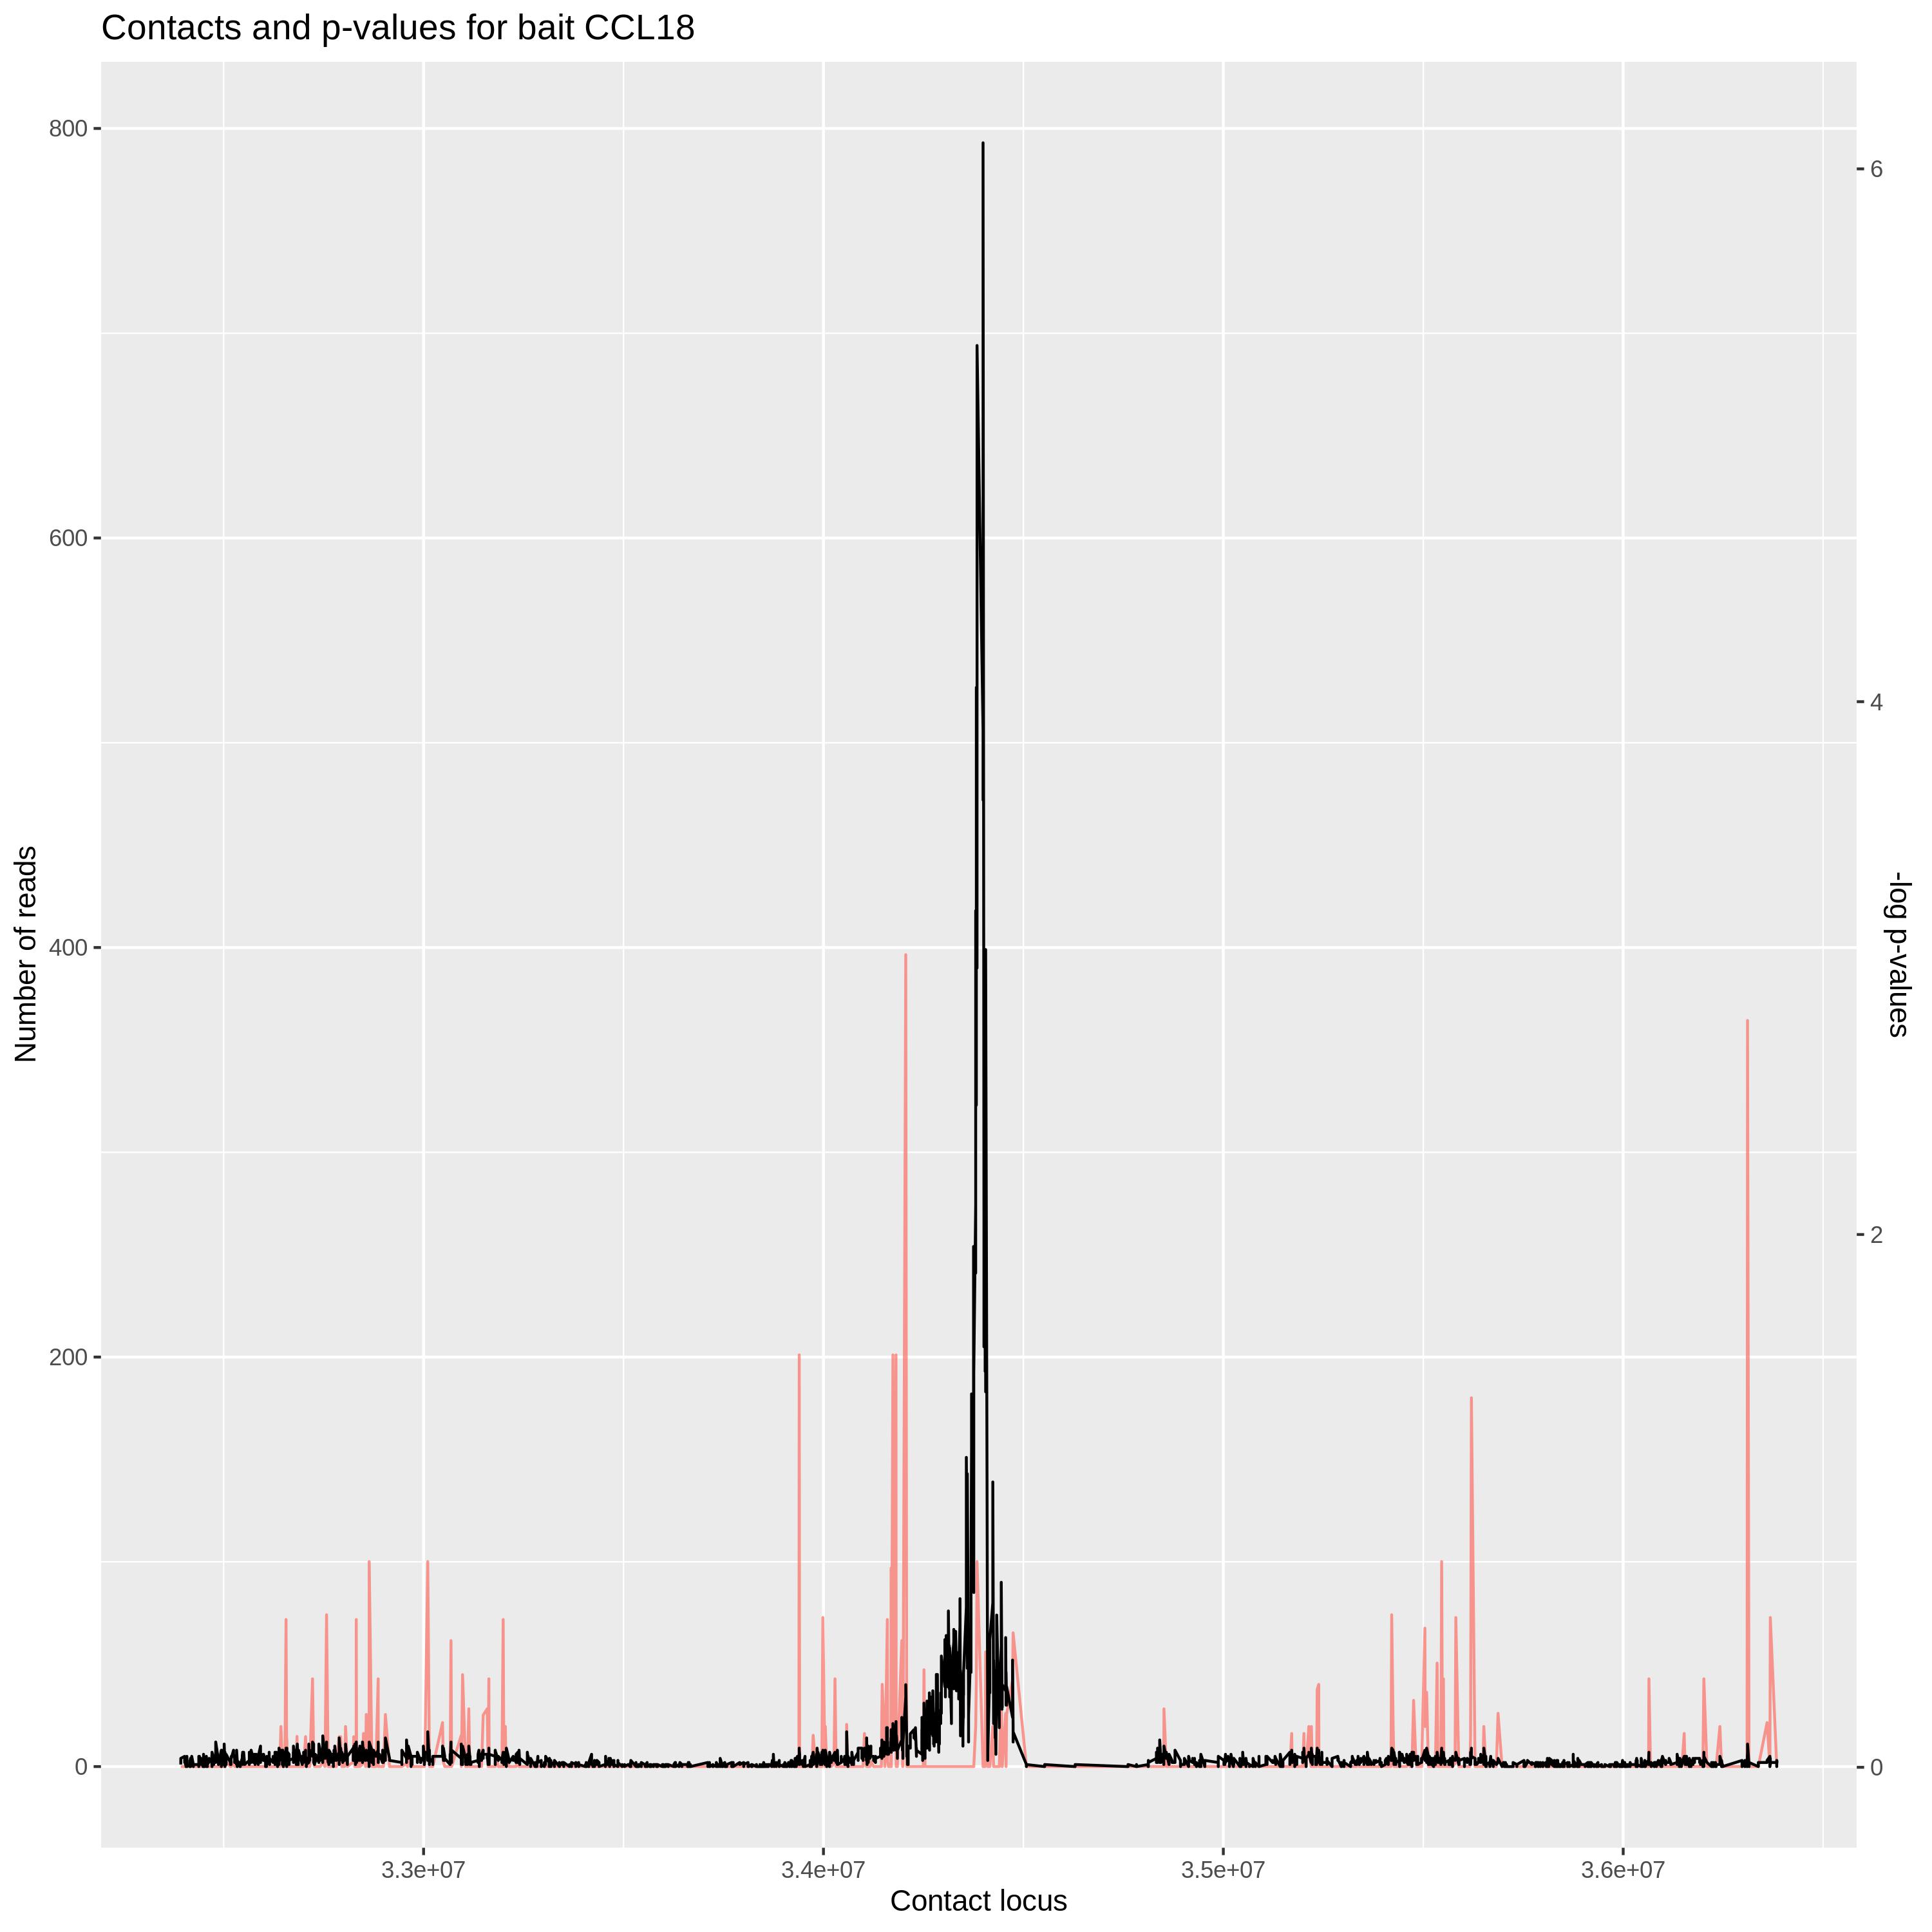 Contacts and p-values for bait CCL18
800
600
400
200
0
Number of reads
6
4
2
0
-log p-values
3.3e+07
3.4e+07
3.5e+07
3.6e+07
Contact locus